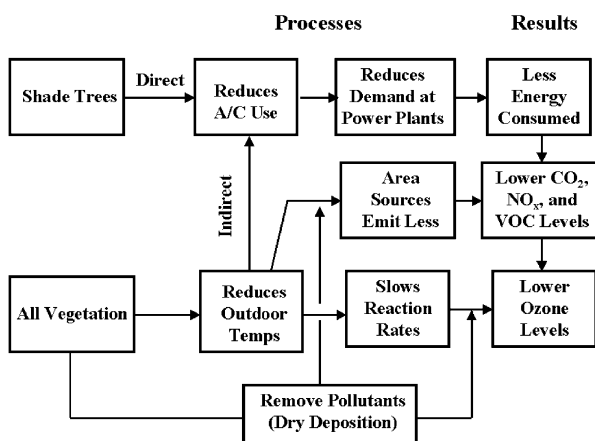 Processes
Results
Shade Trees
Direct
Reduces
A/C Use
Reduces
Demand at
Power Plants
Less
Energy
Consumed
Indirect
Area
Sources
Emit Less
Lower CO₂,
NOₓ, and
VOC Levels
All Vegetation
Reduces
Outdoor
Temps
Slows
Reaction
Rates
Lower
Ozone
Levels
Remove Pollutants
(Dry Deposition)